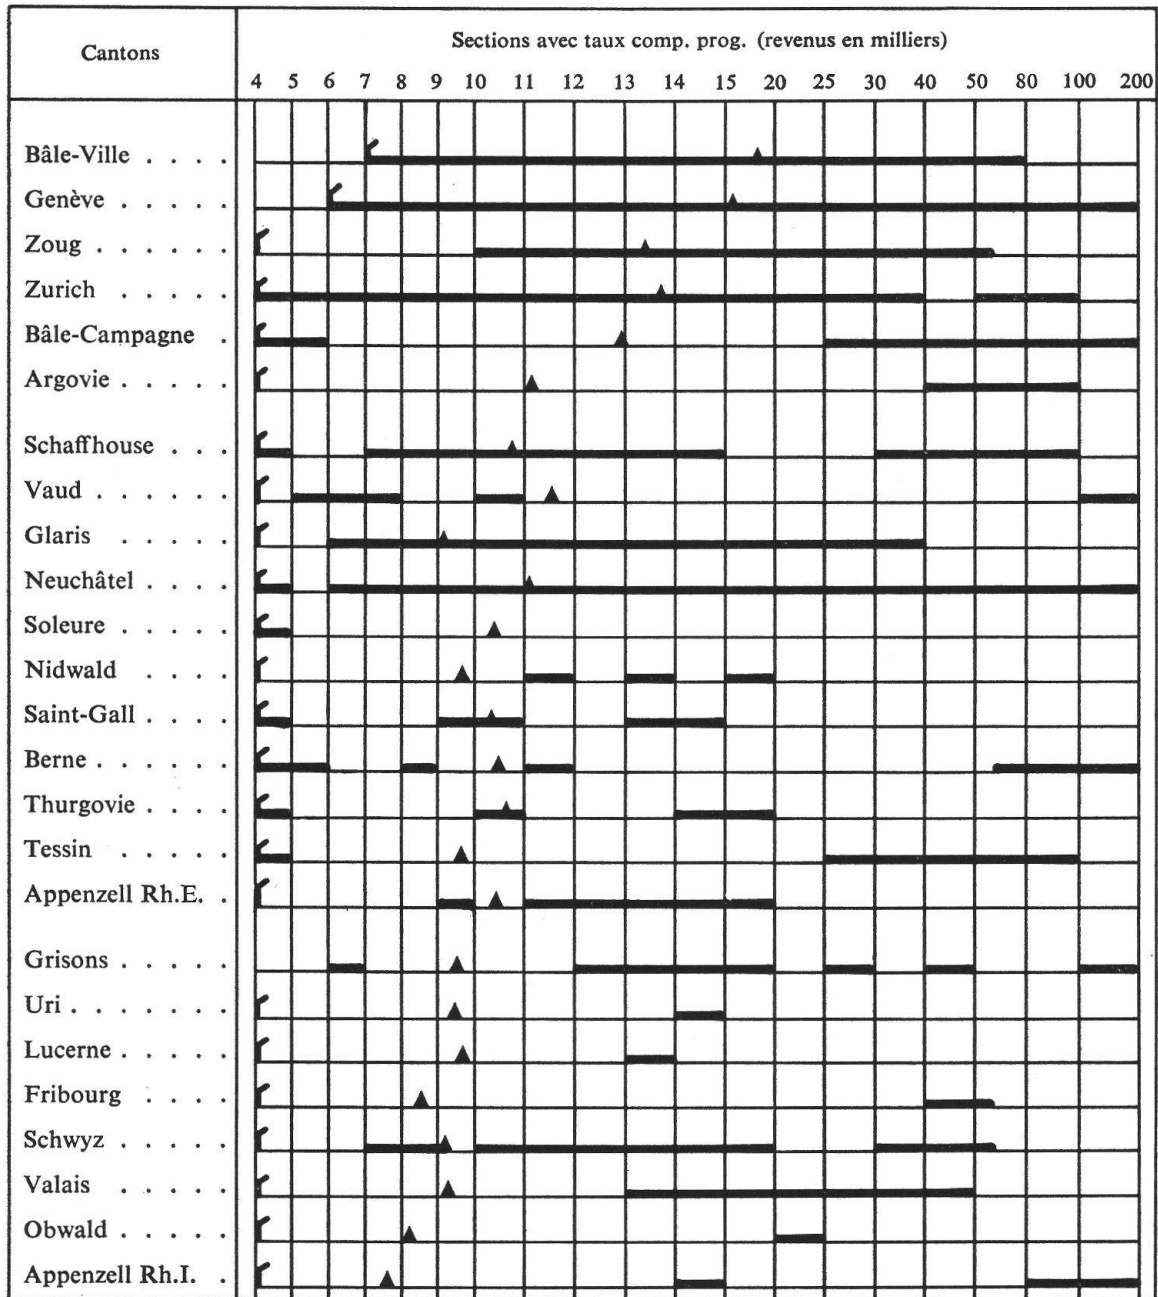 Cantons
Sections avec taux comp. prog. (revenus en milliers)
4 5 6 7 8 9 10 11 12 13 14 15 20 25 30 40 50 80 100 200
Bâle-Ville . . . .
Genève . . . . .
Zoug . . . . . .
Zurich . . . . .
Bâle-Campagne .
Argovie . . . . .
Schaffhouse . . .
Vaud . . . . . .
Glaris . . . . .
Neuchâtel . . . .
Soleure . . . . .
Nidwald . . . .
Saint-Gall . . . .
Berne . . . . . .
Thurgovie . . . .
Tessin . . . . .
Appenzell Rh.E. .
Grisons . . . . .
Uri . . . . . . .
Lucerne . . . . .
Fribourg . . . .
Schwyz . . . . .
Valais . . . . .
Obwald . . . . .
Appenzell Rh.I. .